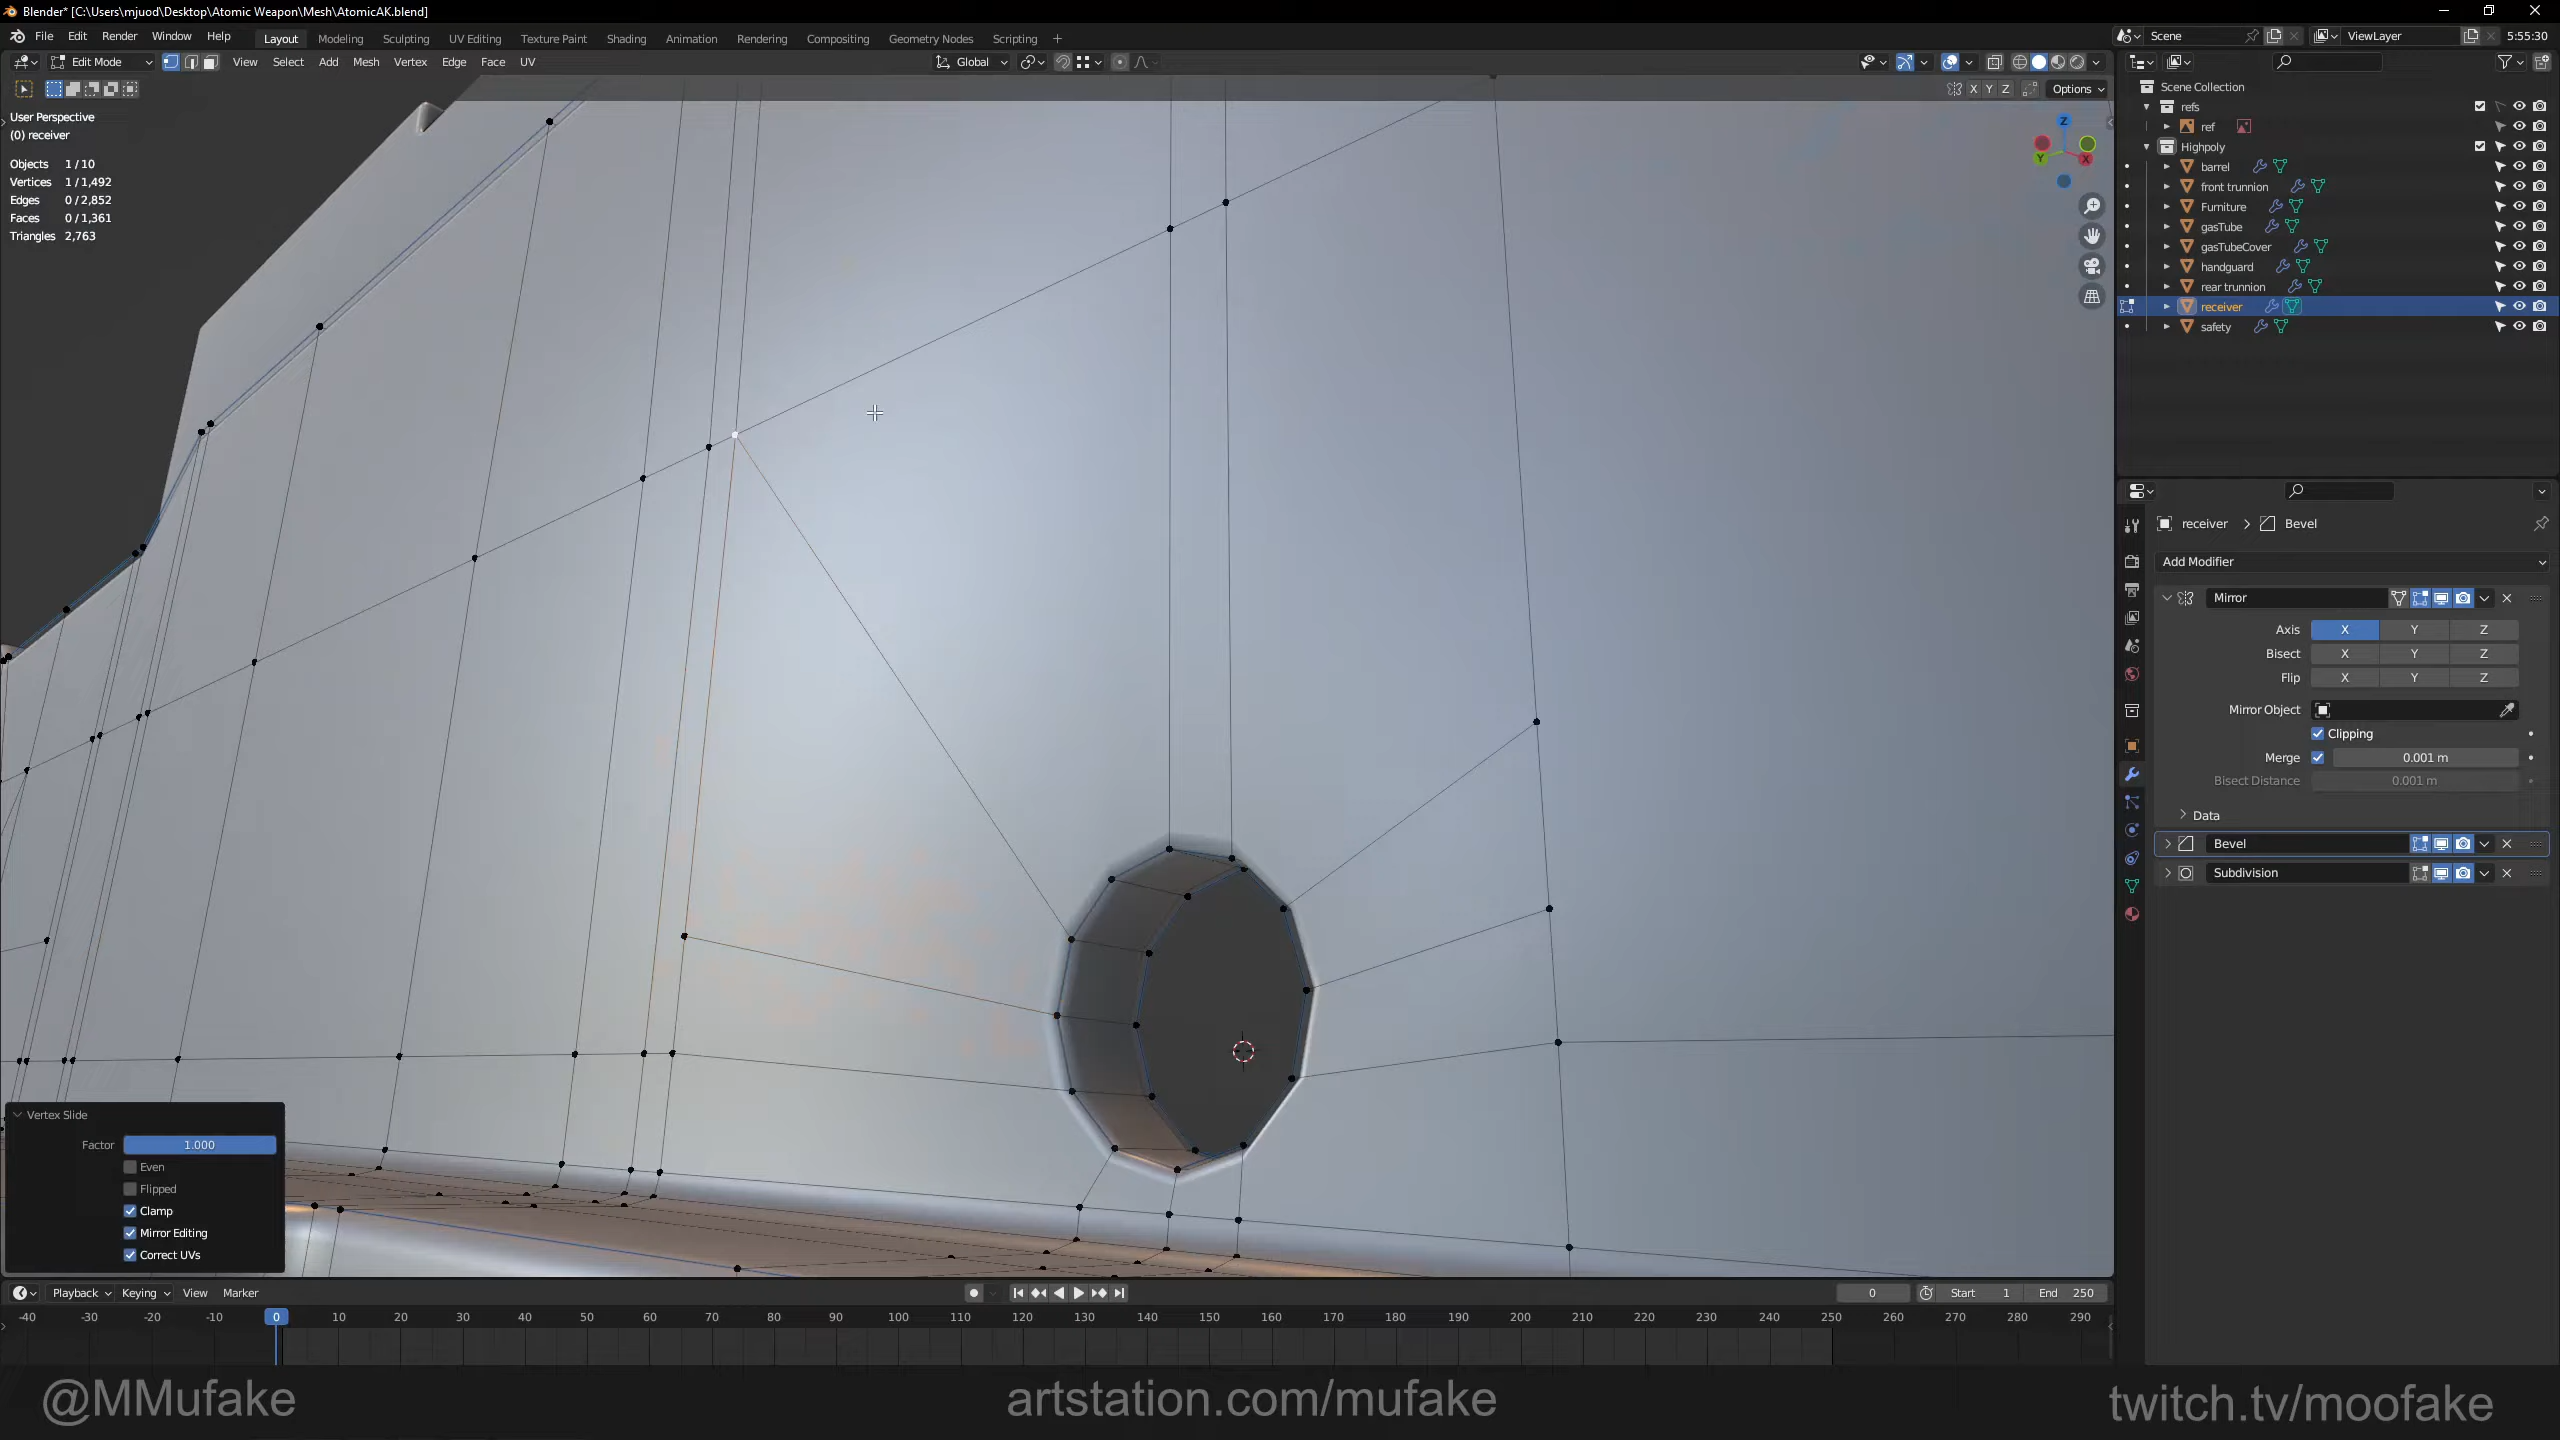 Blender* [C:\Users\mjuod\Desktop\Atomic Weapon\Mesh\AtomicAK.blend]
File Edit Render Window Help Layout Modeling Sculpting UV Editing Texture Paint Shading Animation Rendering Compositing Geometry Nodes Scripting + Scene ViewLayer 5:55:30
Edit Mode View Select Add Mesh Vertex Edge Face UV Global
X Y Z Options
User Perspective
(0) receiver
Objects 1 / 10
Vertices 1 / 1,492
Edges 0 / 2,852
Faces 0 / 1,361
Triangles 2,763
Z
Y
X
Scene Collection
refs
ref
Highpoly
barrel
front trunnion
Furniture
gasTube
gasTubeCover
handguard
rear trunnion
receiver
safety
receiver > Bevel
Add Modifier
Mirror
Axis X Y Z
Bisect X Y Z
Flip X Y Z
Mirror Object
Clipping
Merge 0.001 m
Bisect Distance 0.001 m
Data
Bevel
Subdivision
Vertex Slide
Factor 1.000
Even
Flipped
Clamp
Mirror Editing
Correct UVs
Playback Keying View Marker 0 Start 1 End 250
-40 -30 -20 -10 0 10 20 30 40 50 60 70 80 90 100 110 120 130 140 150 160 170 180 190 200 210 220 230 240 250 260 270 280 290
@MMufake artstation.com/mufake twitch.tv/moofake